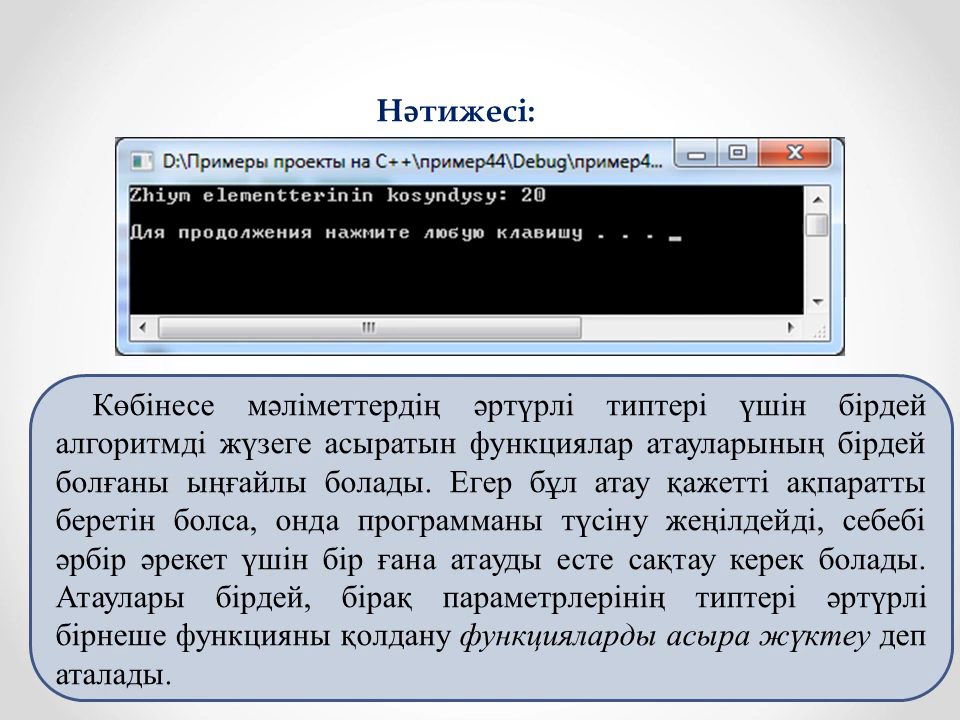 Нәтижесі:
D:\Примеры проекты на C++\пример44\Debug\пример4...
Zhiym elementterinin kosyndysy: 20
Для продолжения нажмите любую клавишу . . . _
Көбінесе мәліметтердің әртүрлі типтері үшін бірдей
алгоритмді жүзеге асыратын функциялар атауларының бірдей
болғаны ыңғайлы болады. Егер бұл атау қажетті ақпаратты
беретін болса, онда программаны түсіну жеңілдейді, себебі
әрбір әрекет үшін бір ғана атауды есте сақтау керек болады.
Атаулары бірдей, бірақ параметрлерінің типтері әртүрлі
бірнеше функцияны қолдану функцияларды асыра жүктеу деп
аталады.